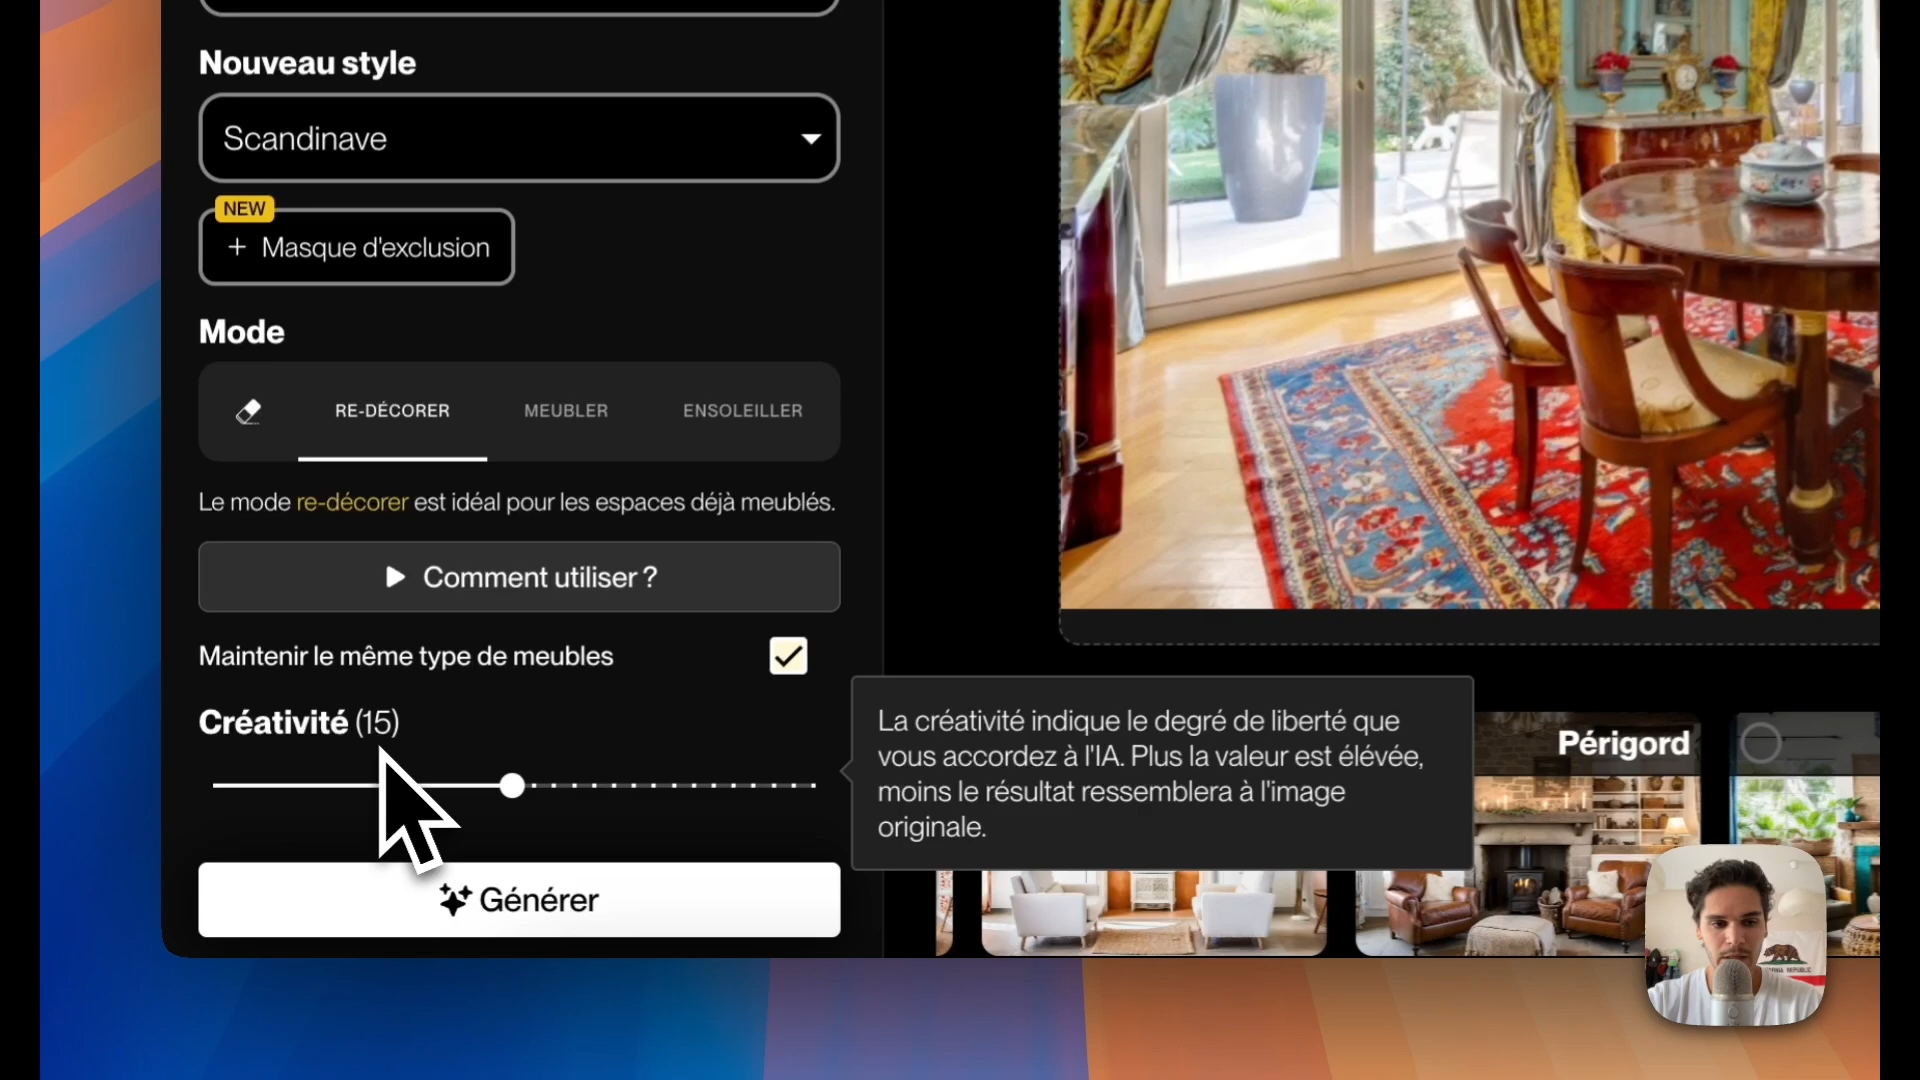 Nouveau style
Scandinave
NEW
+ Masque d'exclusion
Mode
RE-DÉCORER
MEUBLER
ENSOLEILLER
Le mode re-décorer est idéal pour les espaces déjà meublés.
Comment utiliser ?
Maintenir le même type de meubles
Créativité (15)
La créativité indique le degré de liberté que
vous accordez à l'IA. Plus la valeur est élévée,
moins le résultat ressemblera à l'image
originale.
Générer
Périgord
REPUBLIC